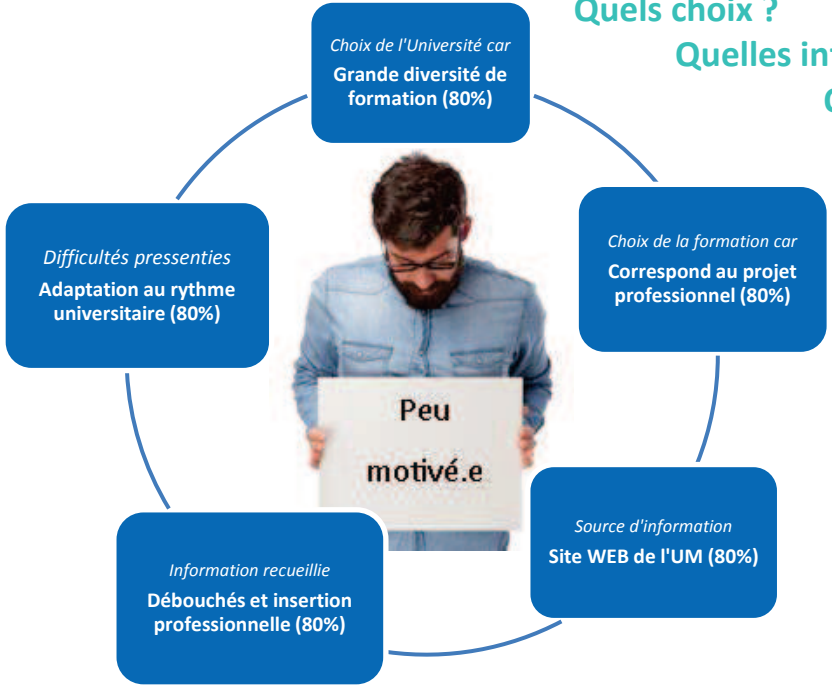 Quels choix ?
Quelles
Choix de l'Université car
Grande diversité de
formation (80%)
Choix de la formation car
Correspond au projet
professionnel (80%)
Source d'information
Site WEB de l'UM (80%)
Information recueillie
Débouchés et insertion
professionnelle (80%)
Difficultés pressenties
Adaptation au rythme
universitaire (80%)
Peu
motivé.e